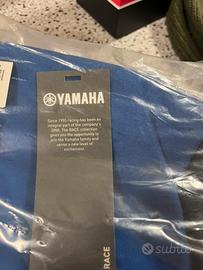 YAMAHA
Since 1955 racing has been an
integral part of the company's
DNA. The RACE collection
gives you the opportunity to
join the Yamaha family and
sense a new level of
excitement.
RACE
subito